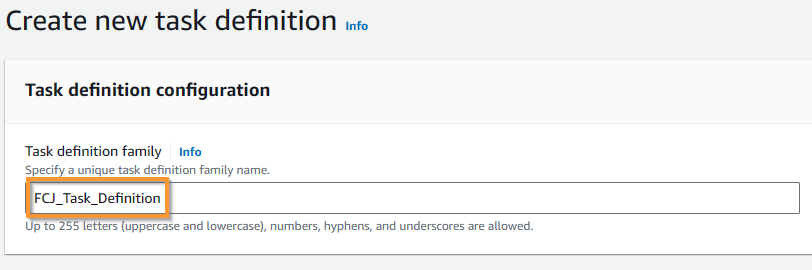 Create new task definition Info
Task definition configuration
Task definition family Info
Specify a unique task definition family name.
FCJ_Task_Definition
Up to 255 letters (uppercase and lowercase), numbers, hyphens, and underscores are allowed.